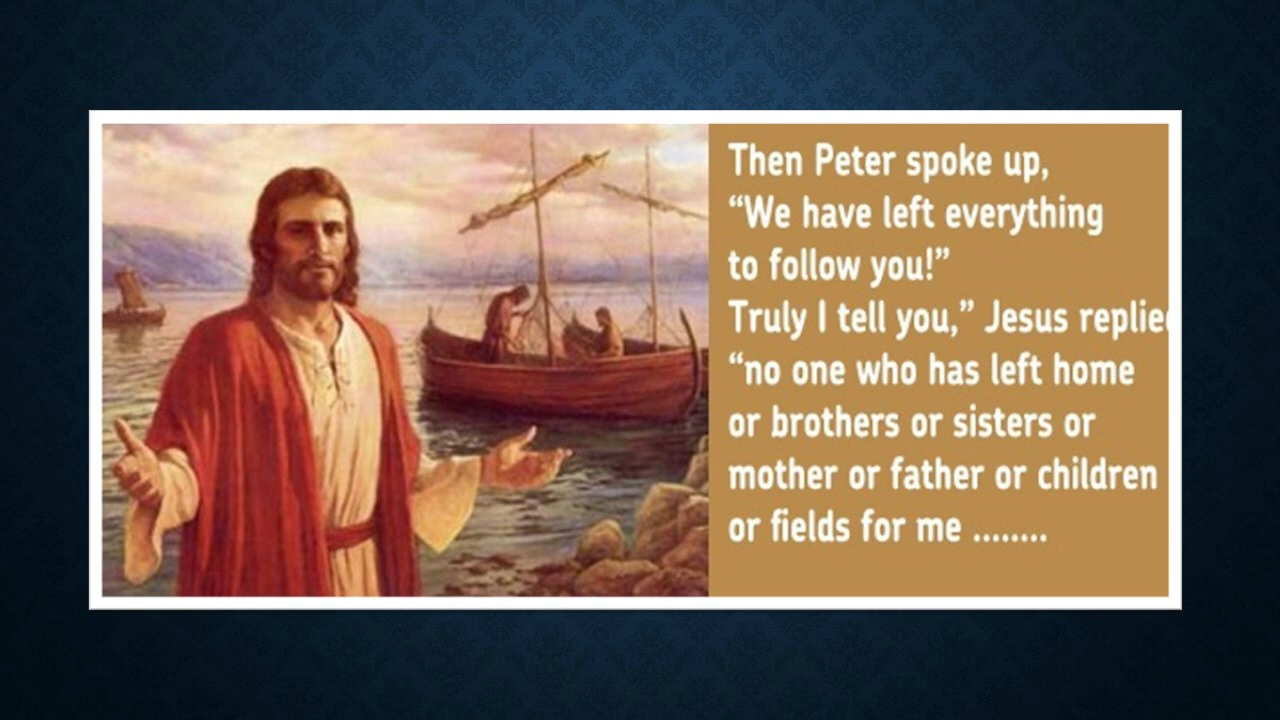 Then Peter spoke up,
“We have left everything
to follow you!”
Truly I tell you,” Jesus replied
“no one who has left home
or brothers or sisters or
mother or father or children
or fields for me ........